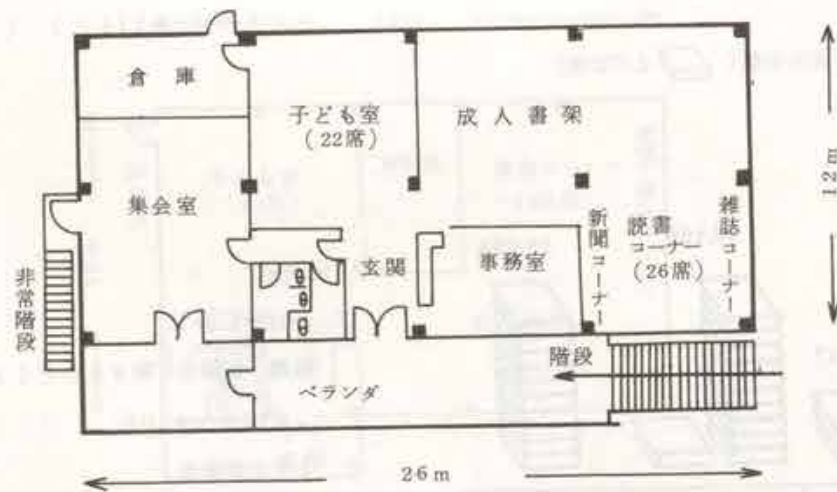 倉庫
子ども室
(22席)
成人書架
集会室
玄関
事務室
新聞コーナー
読書
コーナー
(26席)
雑誌コーナー
非常階段
階段
ベランダ
12m
26m